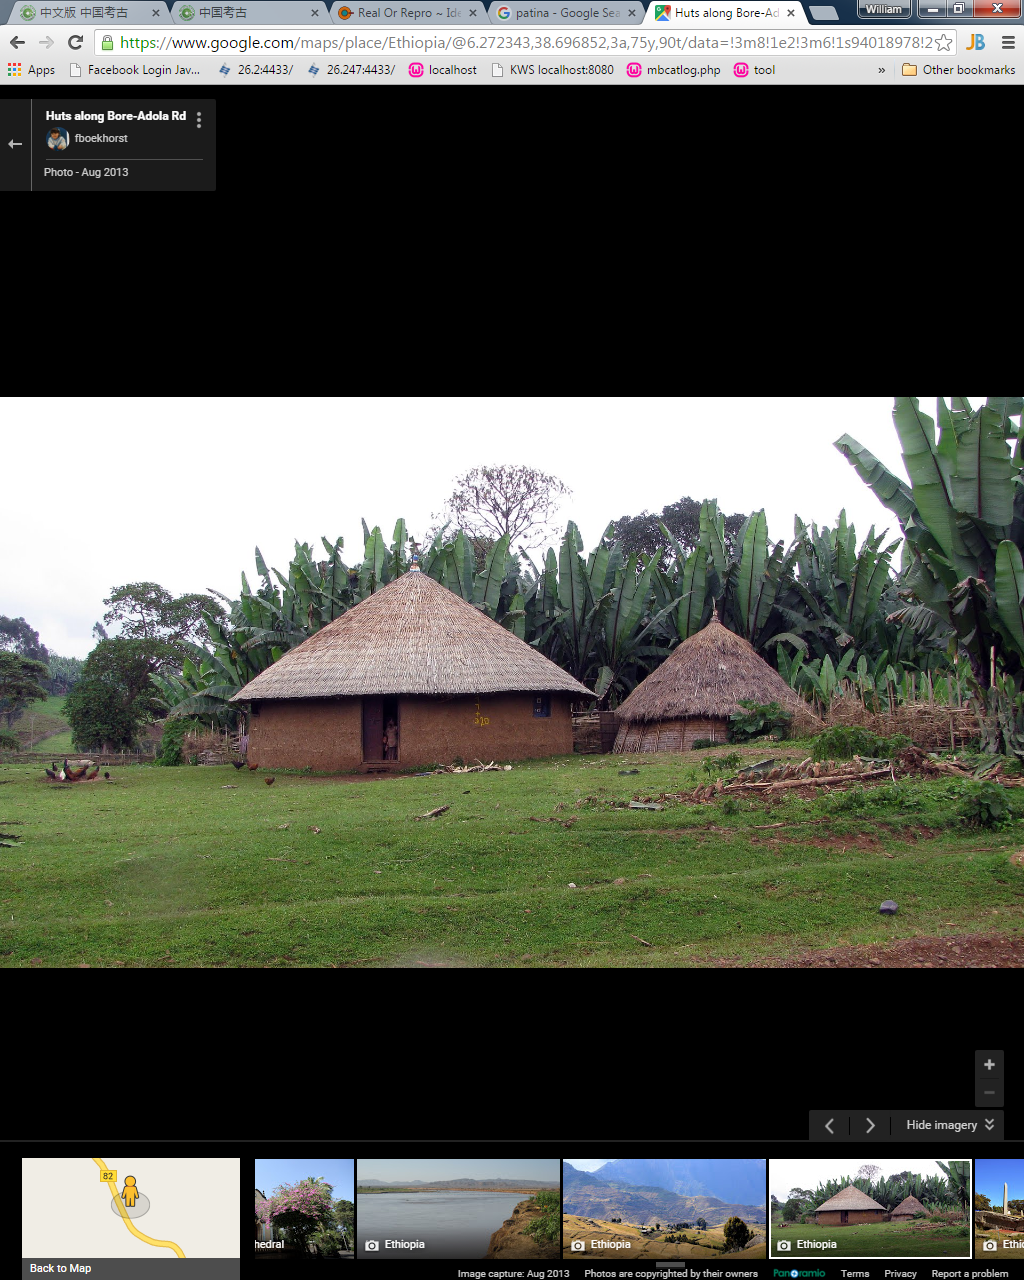 中文版 中国考古
中国考古
Real Or Repro ~ Ide
patina - Google Sea
Huts along Bore-Ad
William
https://www.google.com/maps/place/Ethiopia/@6.272343,38.696852,3a,75y,90t/data=!3m8!1e2!3m6!1s94018978!2
JB
Apps
Facebook Login Jav...
26.2:4433/
26.247:4433/
localhost
KWS localhost:8080
mbcatlog.php
tool
»
Other bookmarks
Huts along Bore-Adola Rd
fboekhorst
Photo - Aug 2013
320
Hide imagery
82
Back to Map
hedral
Ethiopia
Ethiopia
Ethiopia
Ethi
Image capture: Aug 2013
Photos are copyrighted by their owners
Panoramio
Terms
Privacy
Report a problem